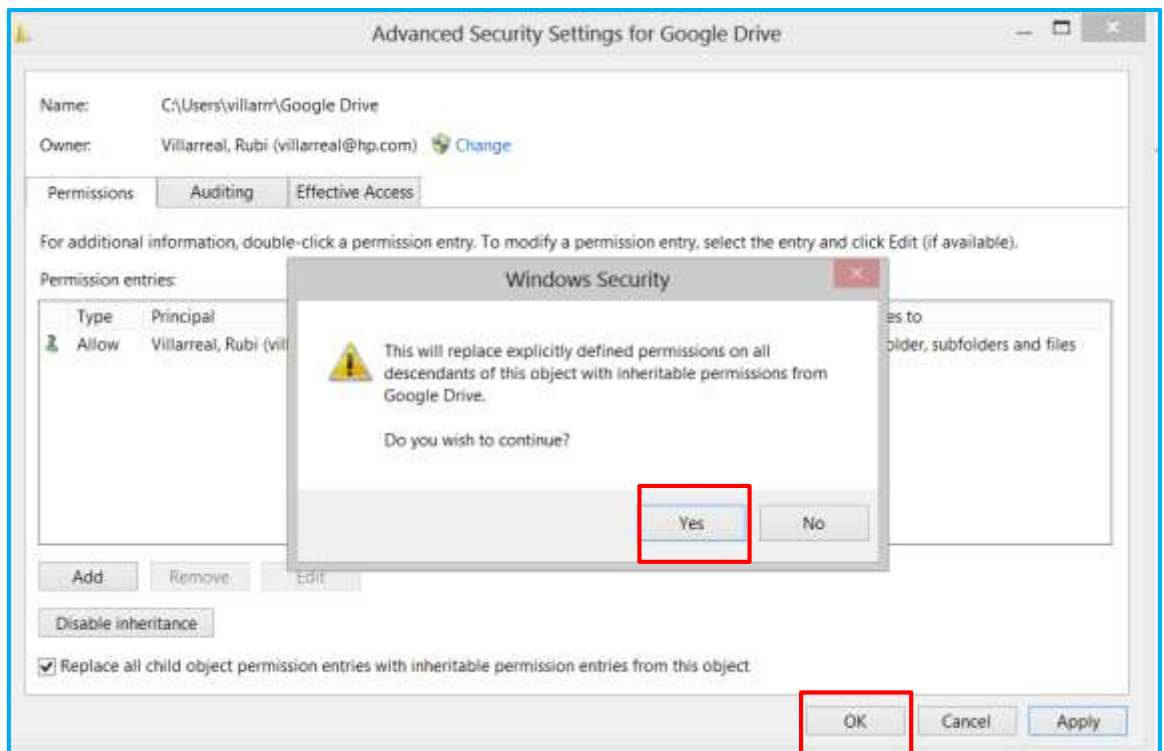 Advanced Security Settings for Google Drive
Name: C:\Users\villarrr\Google Drive
Owner: Villarreal, Rubi (villarreal@hp.com) Change
Permissions Auditing Effective Access
For additional information, double-click a permission entry. To modify a permission entry, select the entry and click Edit (if available).
Permission entries:
Type Principal es to
Allow Villarreal, Rubi (vill older, subfolders and files
Windows Security
This will replace explicitly defined permissions on all
descendants of this object with inheritable permissions from
Google Drive.
Do you wish to continue?
Yes No
Add Remove Edit
Disable inheritance
Replace all child object permission entries with inheritable permission entries from this object
OK Cancel Apply